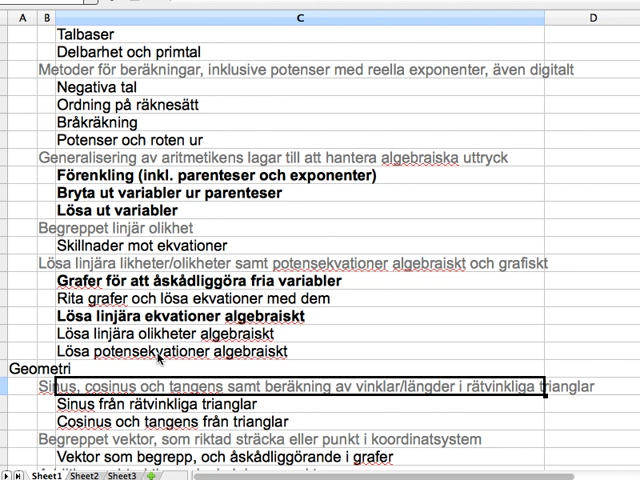 A B C D
Talbaser
Delbarhet och primtal
Metoder för beräkningar, inklusive potenser med reella exponenter, även digitalt
Negativa tal
Ordning på räknesätt
Bråkräkning
Potenser och roten ur
Generalisering av aritmetikens lagar till att hantera algebraiska uttryck
Förenkling (inkl. parenteser och exponenter)
Bryta ut variabler ur parenteser
Lösa ut variabler
Begreppet linjär olikhet
Skillnader mot ekvationer
Lösa linjära likheter/olikheter samt potensekvationer algebraiskt och grafiskt
Grafer för att åskådliggöra fria variabler
Rita grafer och lösa ekvationer med dem
Lösa linjära ekvationer algebraiskt
Lösa linjära olikheter algebraiskt
Lösa potensekvationer algebraiskt
Geometri
Sinus, cosinus och tangens samt beräkning av vinklar/längder i rätvinkliga trianglar
Sinus från rätvinkliga trianglar
Cosinus och tangens från trianglar
Begreppet vektor, som riktad sträcka eller punkt i koordinatsystem
Vektor som begrepp, och åskådliggörande i grafer
Sheet1 Sheet2 Sheet3